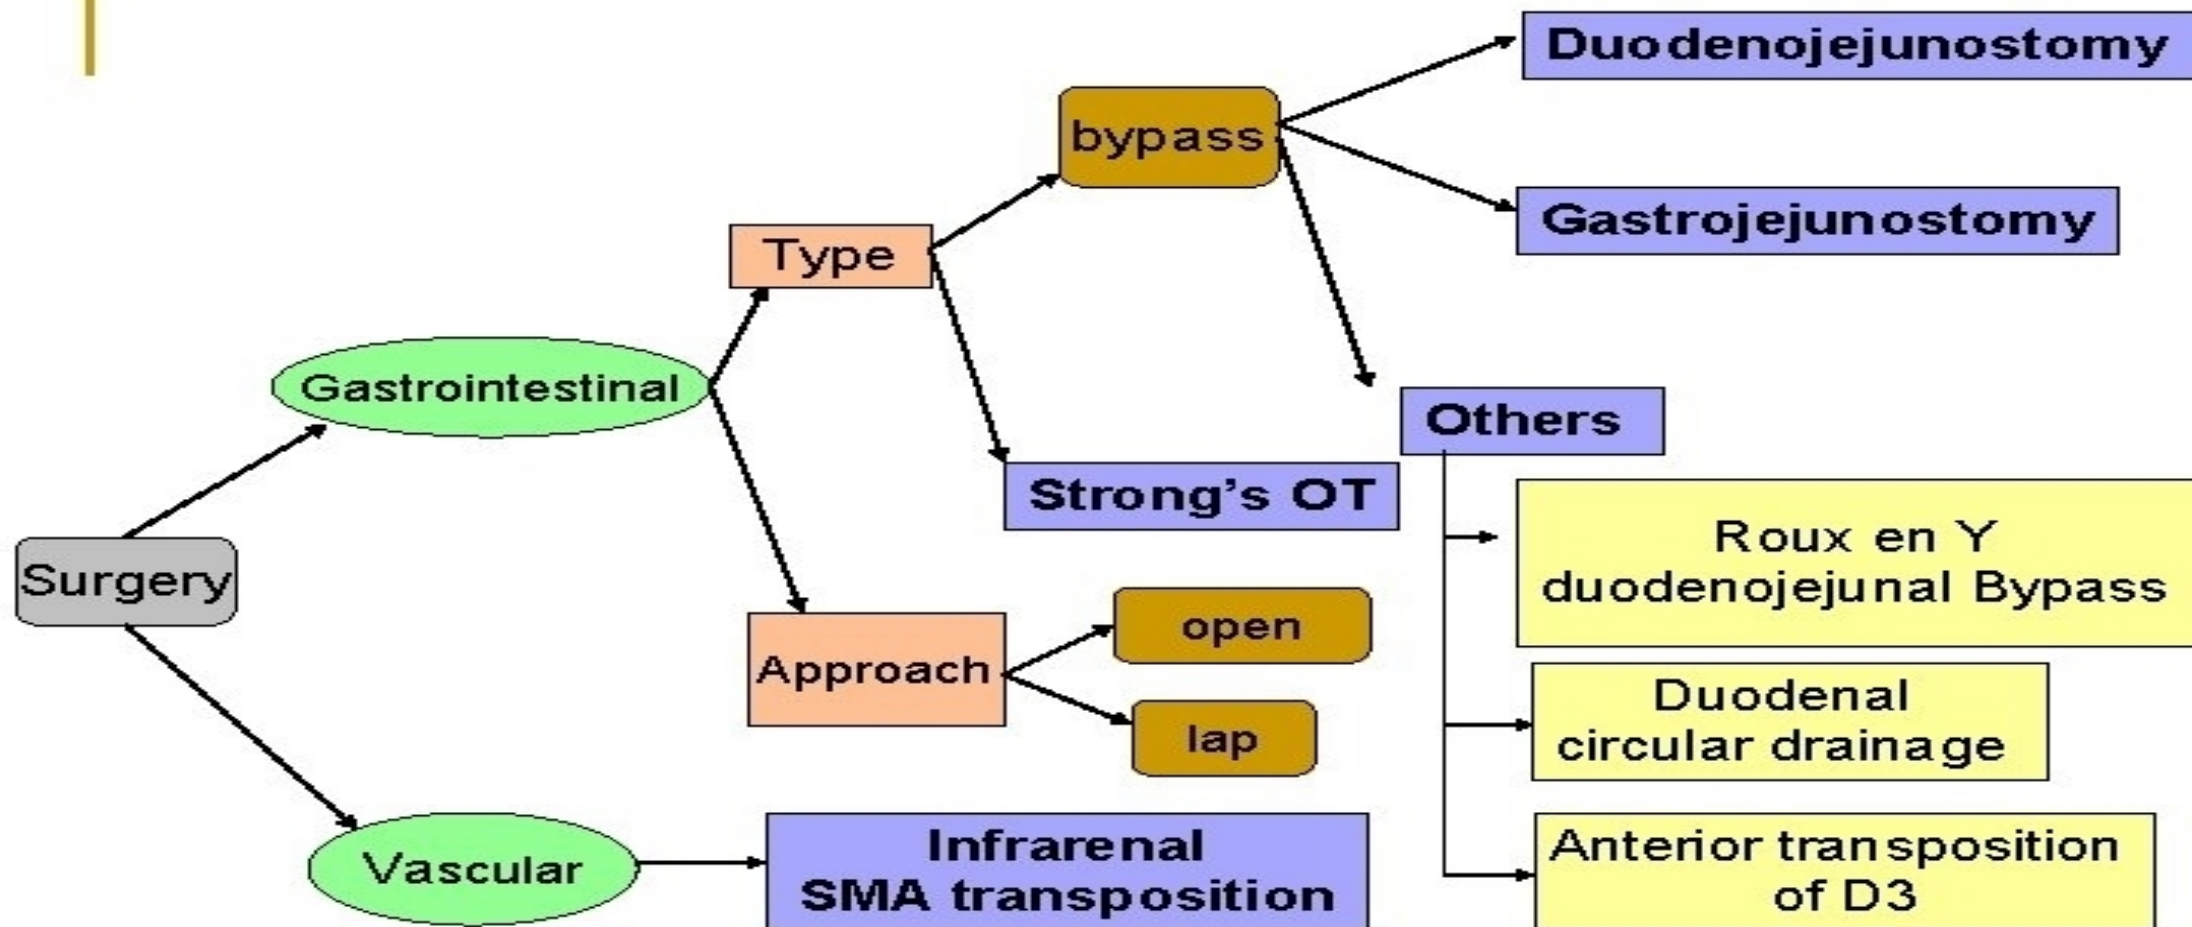 Duodenojejunostomy
bypass
Gastrojejunostomy
Type
Gastrointestinal
Others
Strong's OT
Roux en Y
duodenojejunal Bypass
Surgery
open
Approach
lap
Duodenal
circular drainage
Vascular
Infrarenal
SMA transposition
Anterior transposition
of D3